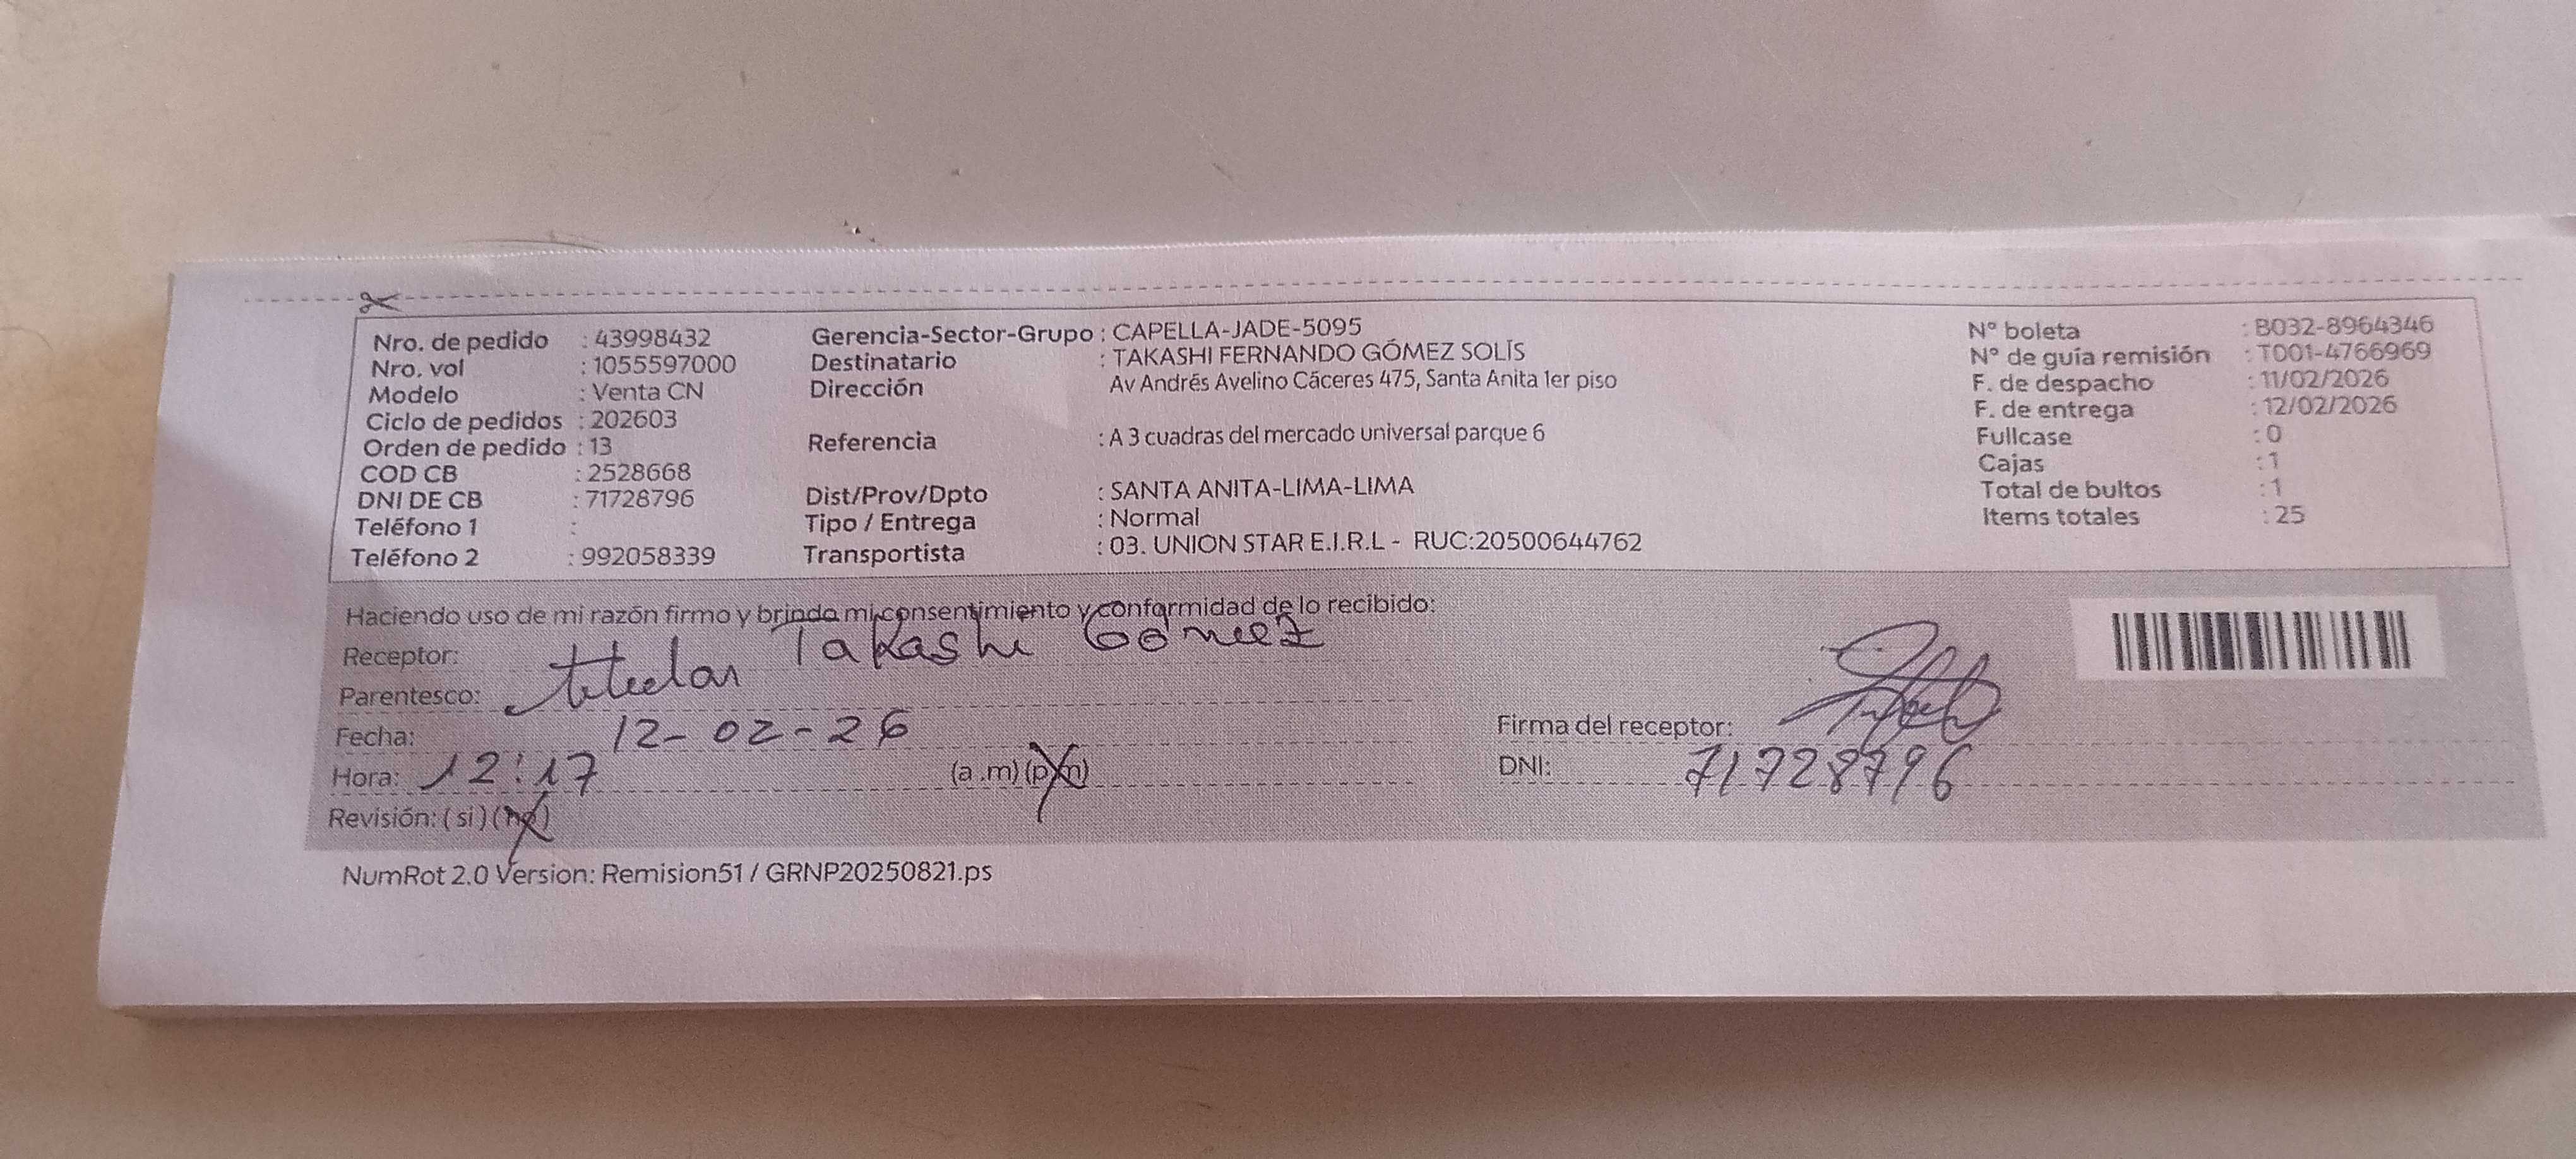 Nro. de pedido : 43998432
Nro. vol : 1055597000
Modelo : Venta CN
Ciclo de pedidos : 202603
Orden de pedido : 13
COD CB : 2528668
DNI DE CB : 71728796
Teléfono 1 :
Teléfono 2 : 992058339
Gerencia-Sector-Grupo : CAPELLA-JADE-5095
Destinatario : TAKASHI FERNANDO GÓMEZ SOLÍS
Dirección Av Andrés Avelino Cáceres 475, Santa Anita 1er piso
Referencia : A 3 cuadras del mercado universal parque 6
Dist/Prov/Dpto : SANTA ANITA-LIMA-LIMA
Tipo / Entrega : Normal
Transportista : 03. UNION STAR E.I.R.L - RUC:20500644762
N° boleta : B032-8964346
N° de guía remisión : T001-4766969
F. de despacho : 11/02/2026
F. de entrega : 12/02/2026
Fullcase : 0
Cajas : 1
Total de bultos : 1
Items totales : 25
Haciendo uso de mi razón firmo y brindo mi consentimiento y conformidad de lo recibido:
Receptor: Takashi Gómez
Parentesco: titular
Fecha: 12-02-26
Hora: 12:17 (a.m) (p.m)
Revisión: (si) (no)
Firma del receptor:
DNI: 71728796
NumRot 2.0 Version: Remision51 / GRNP20250821.ps